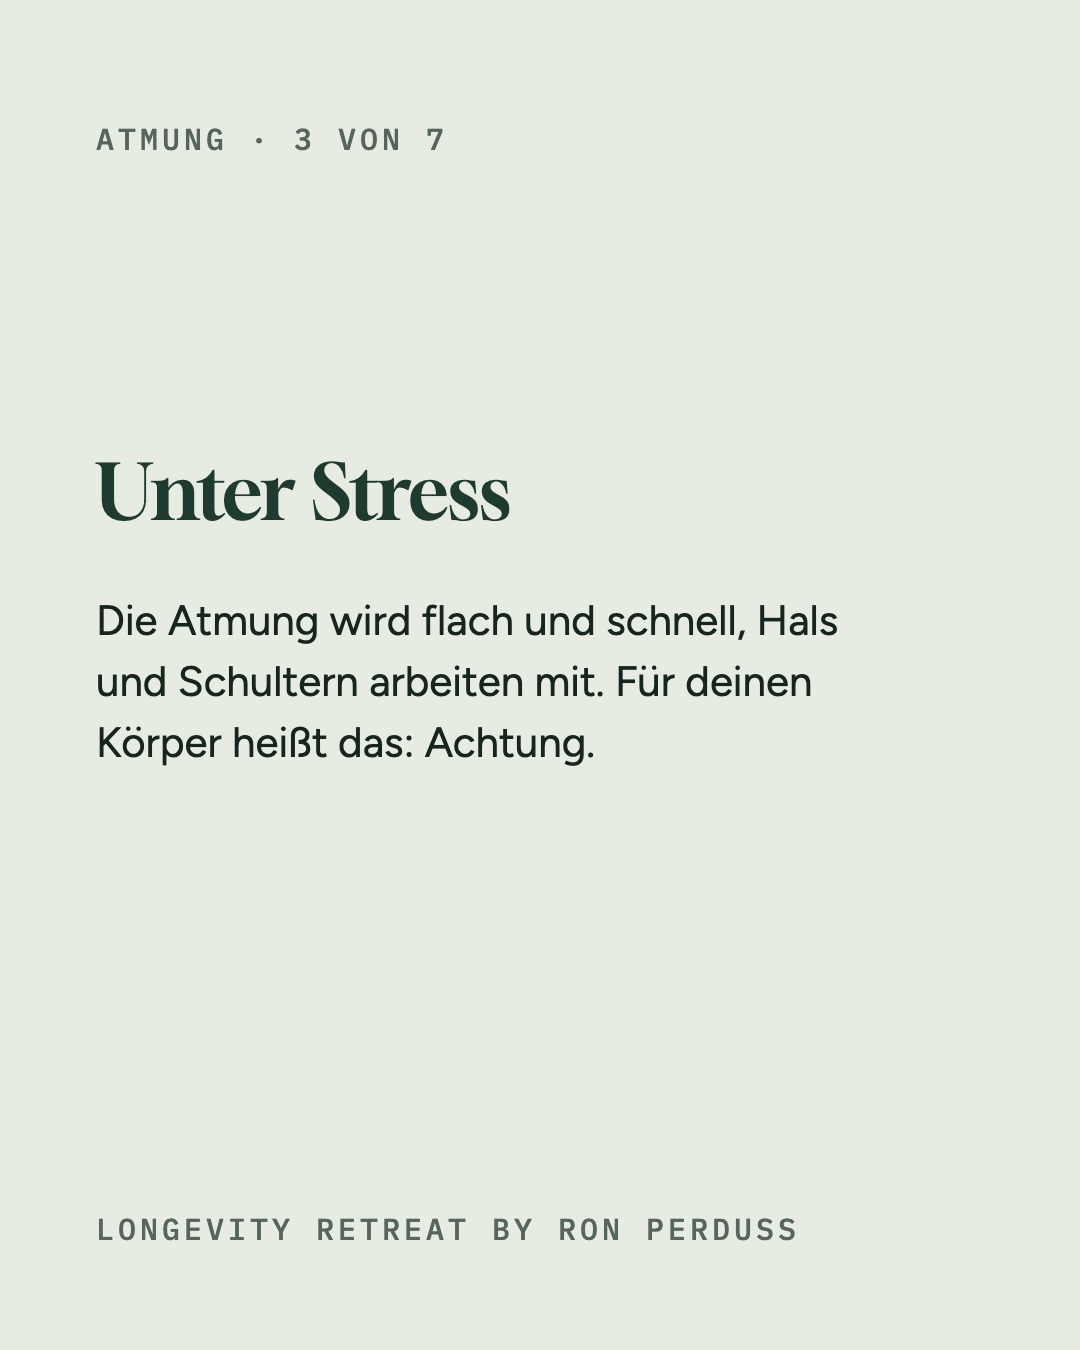 ATMUNG · 3 VON 7
Unter Stress
Die Atmung wird flach und schnell, Hals
und Schultern arbeiten mit. Für deinen
Körper heißt das: Achtung.
LONGEVITY RETREAT BY RON PERDUSS